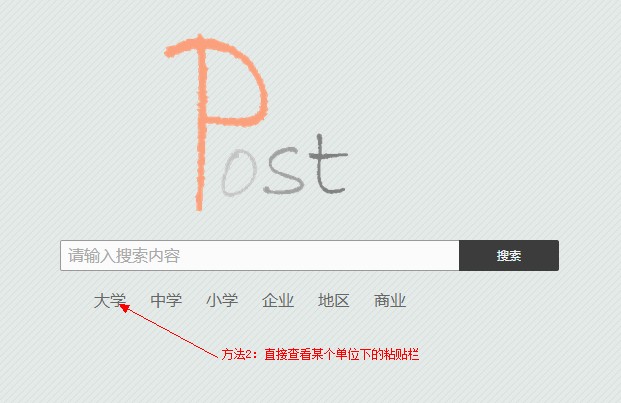 Post
请输入搜索内容 搜索
大学 中学 小学 企业 地区 商业
方法2：直接查看某个单位下的粘贴栏